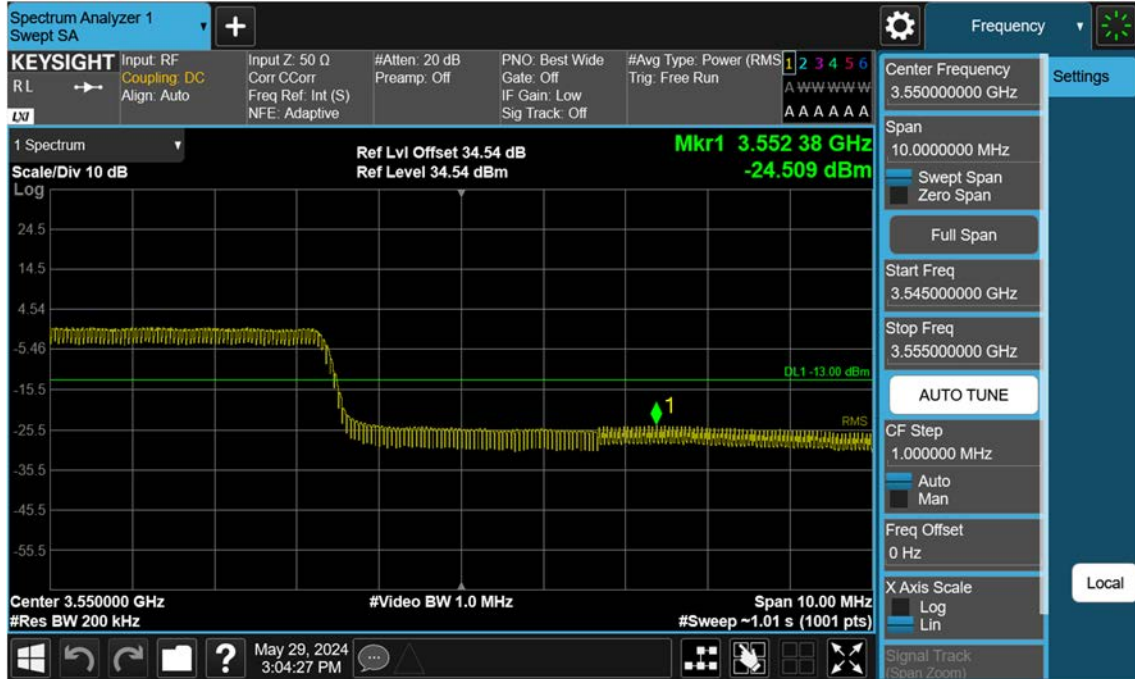 Spectrum Analyzer 1
Swept SA
Frequency
KEYSIGHT
R L
LXI
Input: RF
Coupling: DC
Align: Auto
Input Z: 50 Ω
Corr CCorr
Freq Ref: Int (S)
NFE: Adaptive
#Atten: 20 dB
Preamp: Off
PNO: Best Wide
Gate: Off
IF Gain: Low
Sig Track: Off
#Avg Type: Power (RMS
Trig: Free Run
1 2 3 4 5 6
A W W W W W
A A A A A A
1 Spectrum
Scale/Div 10 dB
Log
Ref Lvl Offset 34.54 dB
Ref Level 34.54 dBm
Mkr1 3.552 38 GHz
-24.509 dBm
24.5
14.5
4.54
-5.46
-15.5
-25.5
-35.5
-45.5
-55.5
DL1 -13.00 dBm
1
RMS
Center 3.550000 GHz
#Res BW 200 kHz
#Video BW 1.0 MHz
Span 10.00 MHz
#Sweep ~1.01 s (1001 pts)
?
May 29, 2024
3:04:27 PM
Center Frequency
3.550000000 GHz
Settings
Span
10.0000000 MHz
Swept Span
Zero Span
Full Span
Start Freq
3.545000000 GHz
Stop Freq
3.555000000 GHz
AUTO TUNE
CF Step
1.000000 MHz
Auto
Man
Freq Offset
0 Hz
X Axis Scale
Log
Lin
Local
Signal Track
(Span Zoom)